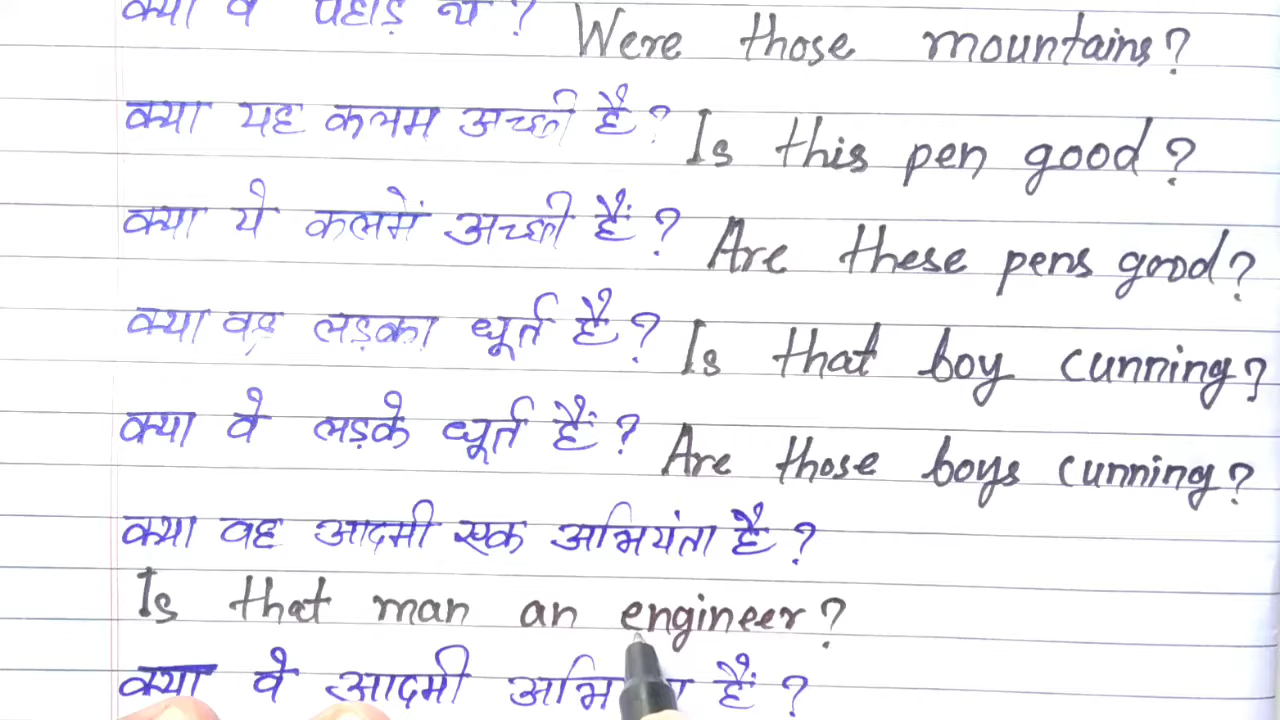 क्या वे पहाड़ थे? Were those mountains?
क्या यह कलम अच्छी है? Is this pen good?
क्या ये कलमें अच्छी हैं? Are these pens good?
क्या वह लड़का धूर्त है? Is that boy cunning?
क्या वे लड़के धूर्त हैं? Are those boys cunning?
क्या वह आदमी एक अभियंता है?
Is that man an engineer?
क्या वे आदमी हैं?